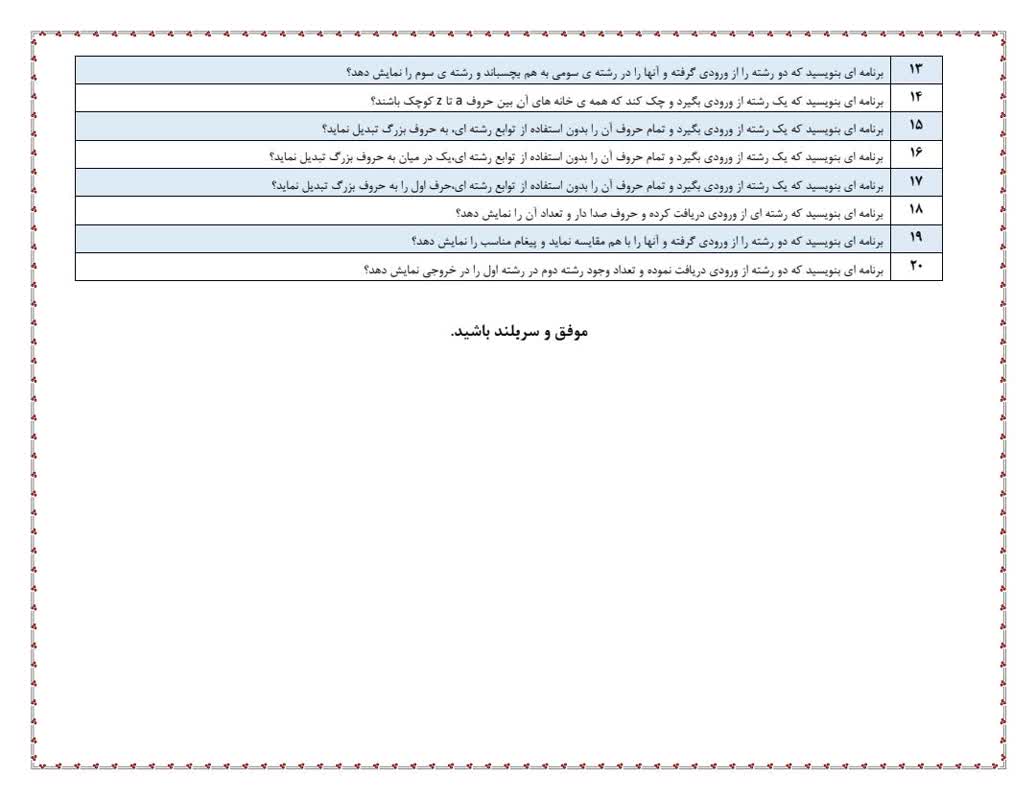 ۱۳ برنامه ای بنویسید که دو رشته را از ورودی گرفته و آنها را در رشته ی سومی به هم بچسباند و رشته ی سوم را نمایش دهد؟
۱۴ برنامه ای بنویسید که یک رشته از ورودی بگیرد و چک کند که همه ی خانه های آن بین حروف a تا z کوچک باشند؟
۱۵ برنامه ای بنویسید که یک رشته از ورودی بگیرد و تمام حروف آن را بدون استفاده از توابع رشته ای، به حروف بزرگ تبدیل نماید؟
۱۶ برنامه ای بنویسید که یک رشته از ورودی بگیرد و تمام حروف آن را بدون استفاده از توابع رشته ای،یک در میان به حروف بزرگ تبدیل نماید؟
۱۷ برنامه ای بنویسید که یک رشته از ورودی بگیرد و تمام حروف آن را بدون استفاده از توابع رشته ای،حرف اول را به حروف بزرگ تبدیل نماید؟
۱۸ برنامه ای بنویسید که رشته ای از ورودی دریافت کرده و حروف صدا دار و تعداد آن را نمایش دهد؟
۱۹ برنامه ای بنویسید که دو رشته را از ورودی گرفته و آنها را با هم مقایسه نماید و پیغام مناسب را نمایش دهد؟
۲۰ برنامه ای بنویسید که دو رشته از ورودی دریافت نموده و تعداد وجود رشته دوم در رشته اول را در خروجی نمایش دهد؟
موفق و سربلند باشید.